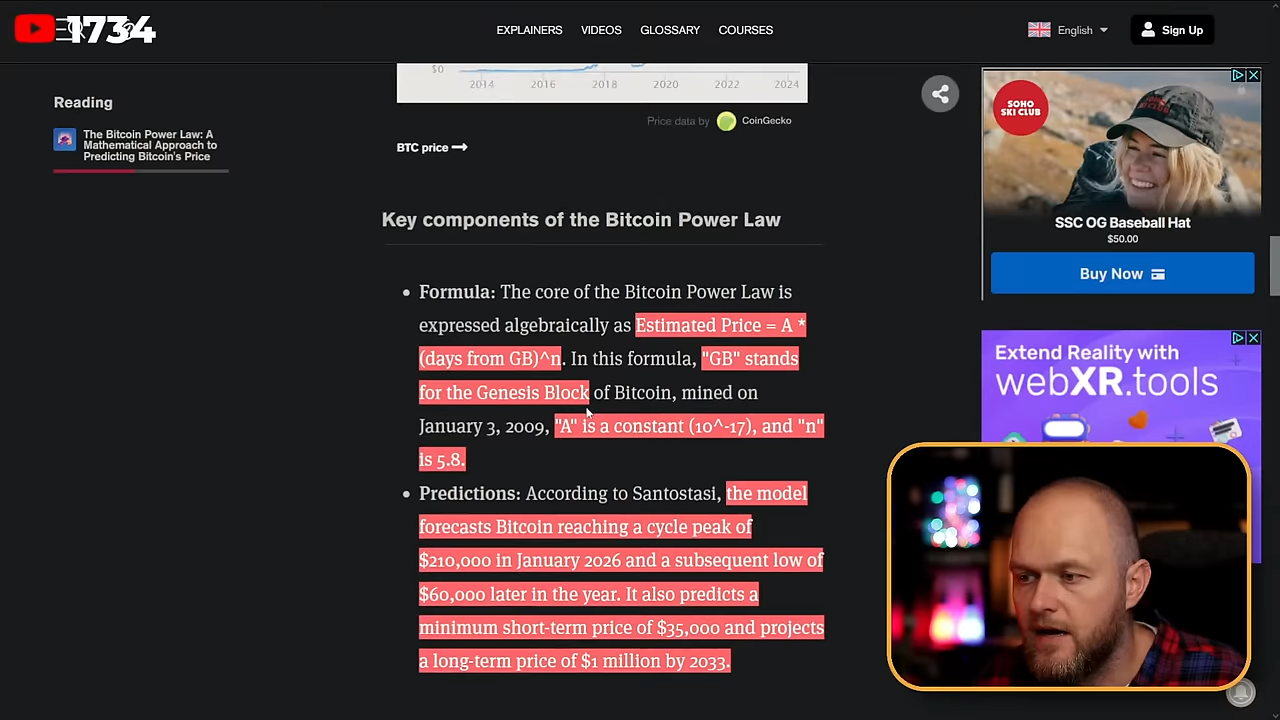 1734
EXPLAINERS VIDEOS GLOSSARY COURSES
English
Sign Up
Reading
The Bitcoin Power Law: A
Mathematical Approach to
Predicting Bitcoin's Price
$0
2014 2016 2018 2020 2022 2024
Price data by CoinGecko
BTC price
Key components of the Bitcoin Power Law
Formula: The core of the Bitcoin Power Law is
expressed algebraically as Estimated Price = A *
(days from GB)^n. In this formula, "GB" stands
for the Genesis Block of Bitcoin, mined on
January 3, 2009, "A" is a constant (10^-17), and "n"
is 5.8.
Predictions: According to Santostasi, the model
forecasts Bitcoin reaching a cycle peak of
$210,000 in January 2026 and a subsequent low of
$60,000 later in the year. It also predicts a
minimum short-term price of $35,000 and projects
a long-term price of $1 million by 2033.
SOHO
SKI CLUB
SSC OG Baseball Hat
$50.00
Buy Now
Extend Reality with
webXR.tools